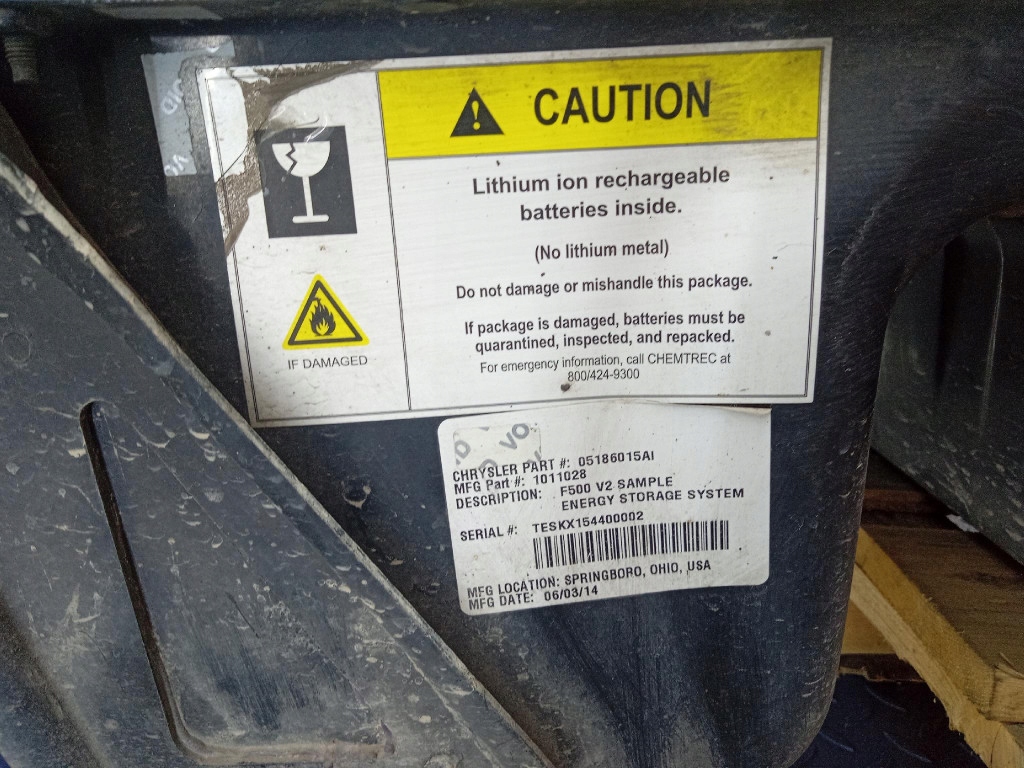 CAUTION
Lithium ion rechargeable
batteries inside.
(No lithium metal)
Do not damage or mishandle this package.
If package is damaged, batteries must be
quarantined, inspected, and repacked.
For emergency information, call CHEMTREC at
800/424-9300
IF DAMAGED
CHRYSLER PART #: 05186015AI
MFG Part #: 1011028
DESCRIPTION: F500 V2 SAMPLE
ENERGY STORAGE SYSTEM
SERIAL #: TESKX154400002
MFG LOCATION: SPRINGBORO, OHIO, USA
MFG DATE: 06/03/14